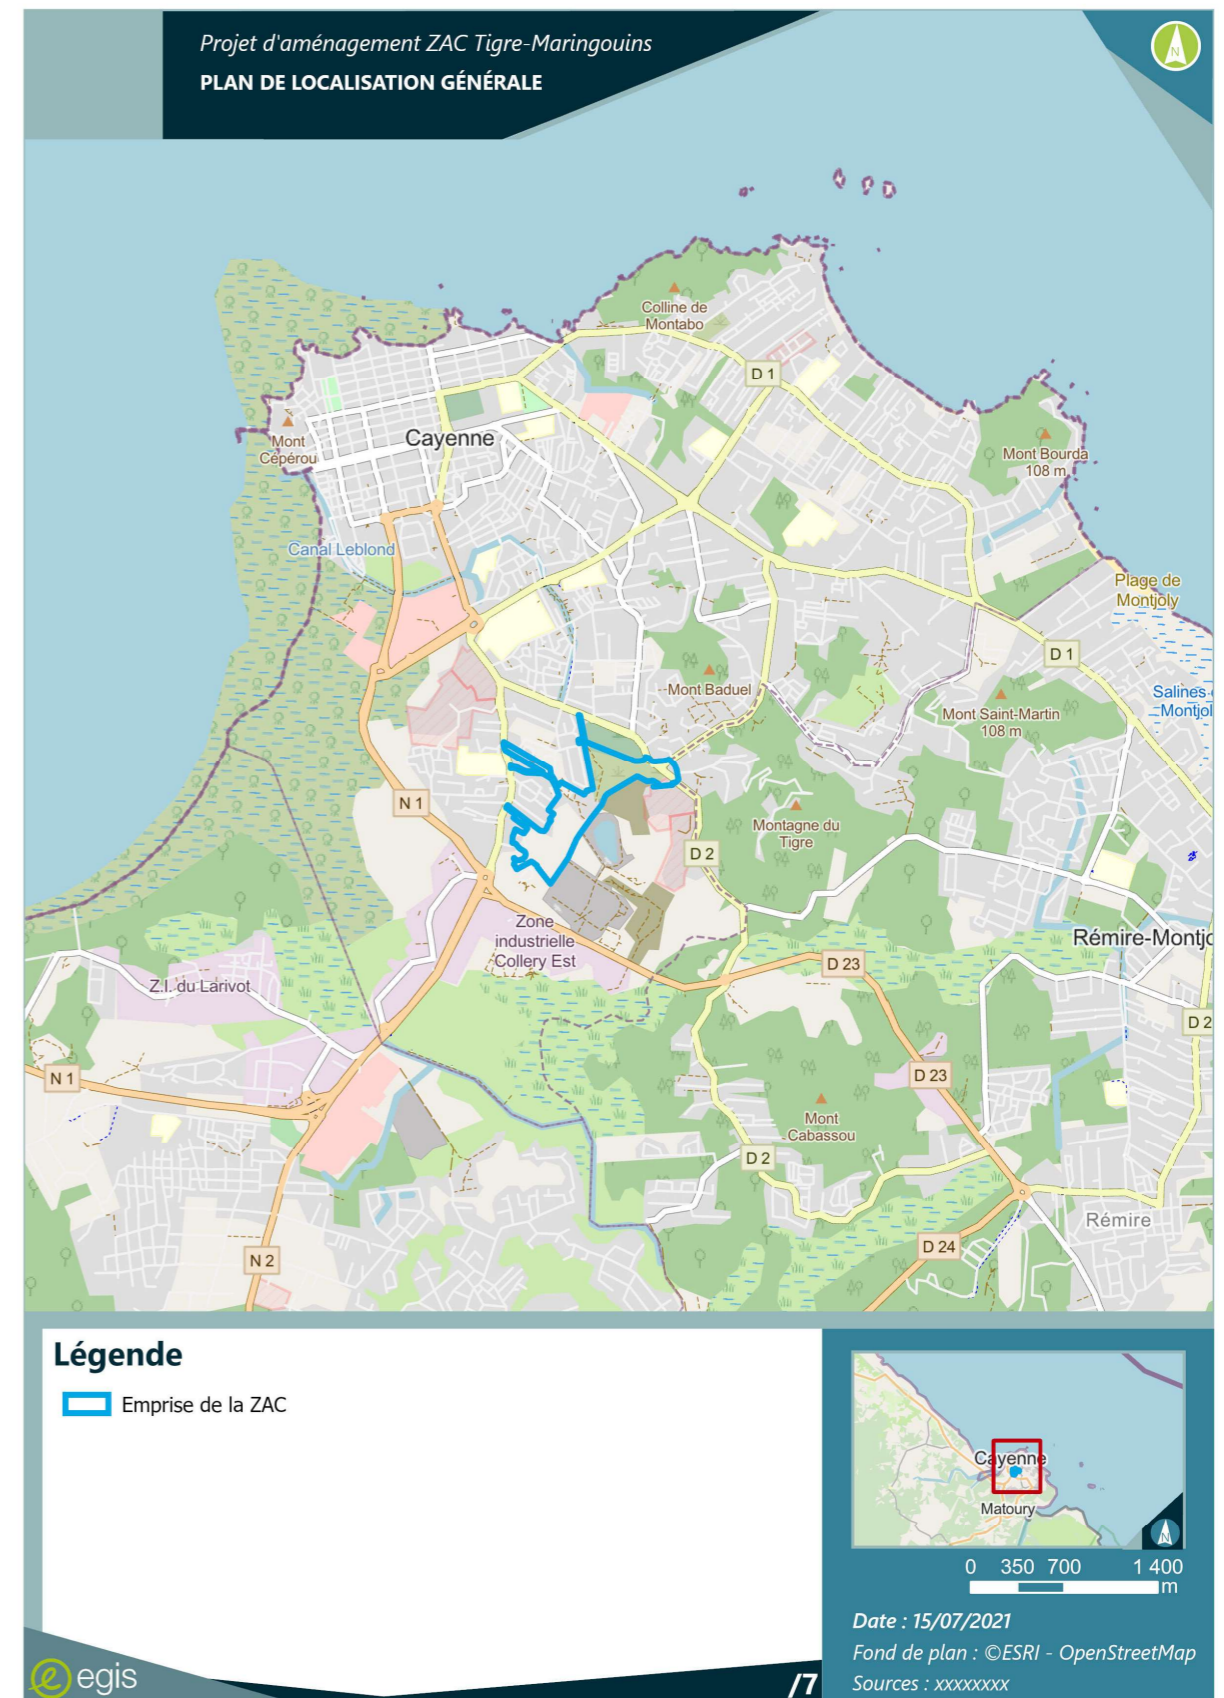 Projet d'aménagement ZAC Tigre-Maringouins
PLAN DE LOCALISATION GÉNÉRALE
N
Colline de
Montabo
D 1
Mont
Cépérou
Cayenne
Mont Bourda
108 m
Canal Leblond
Plage de
Montjoly
D 1
Mont Baduel
Salines
Montjol
Mont Saint-Martin
108 m
N 1
Montagne du
Tigre
D 2
Zone
industrielle
Collery Est
Rémire-Montjo
D 23
Z.I. du Larivot
D 2
N 1
D 23
Mont
Cabassou
D 2
Rémire
D 24
N 2
Légende
Emprise de la ZAC
Cayenne
Matoury
N
0 350 700 1 400
m
Date : 15/07/2021
Fond de plan : ©ESRI - OpenStreetMap
Sources : xxxxxxxx
egis
/7